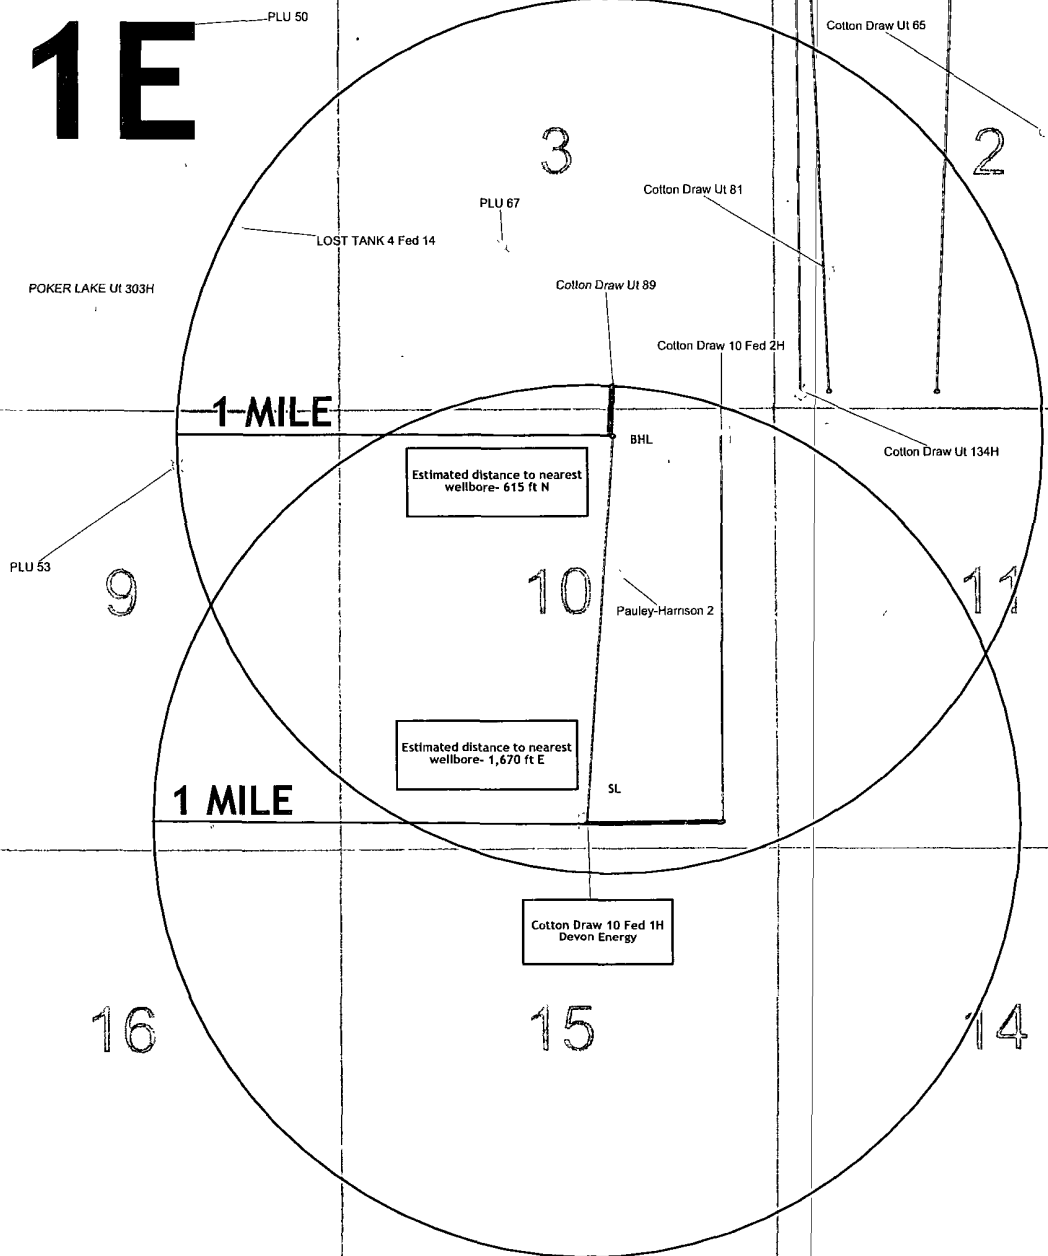 1E
PLU 50
Cotton Draw Ut 65
3
2
Cotton Draw Ut 81
PLU 67
LOST TANK 4 Fed 14
POKER LAKE Ut 303H
Cotton Draw Ut 89
Cotton Draw 10 Fed 2H
1 MILE
BHL
Cotton Draw Ut 134H
Estimated distance to nearest
wellbore- 615 ft N
PLU 53
9
10
11
Pauley-Harrison 2
Estimated distance to nearest
wellbore- 1,670 ft E
SL
1 MILE
Cotton Draw 10 Fed 1H
Devon Energy
16
15
14